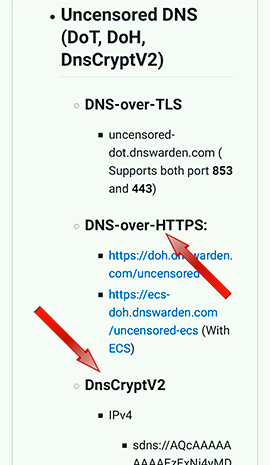 Uncensored DNS
(DoT, DoH,
DnsCryptV2)
DNS-over-TLS
uncensored-
dot.dnswarden.com (
Supports both port 853
and 443)
DNS-over-HTTPS:
https://doh.dnswarden.
com/uncensored
https://ecs-
doh.dnswarden.com
/uncensored-ecs (With
ECS)
DnsCryptV2
IPv4
sdns://AQcAAAAA